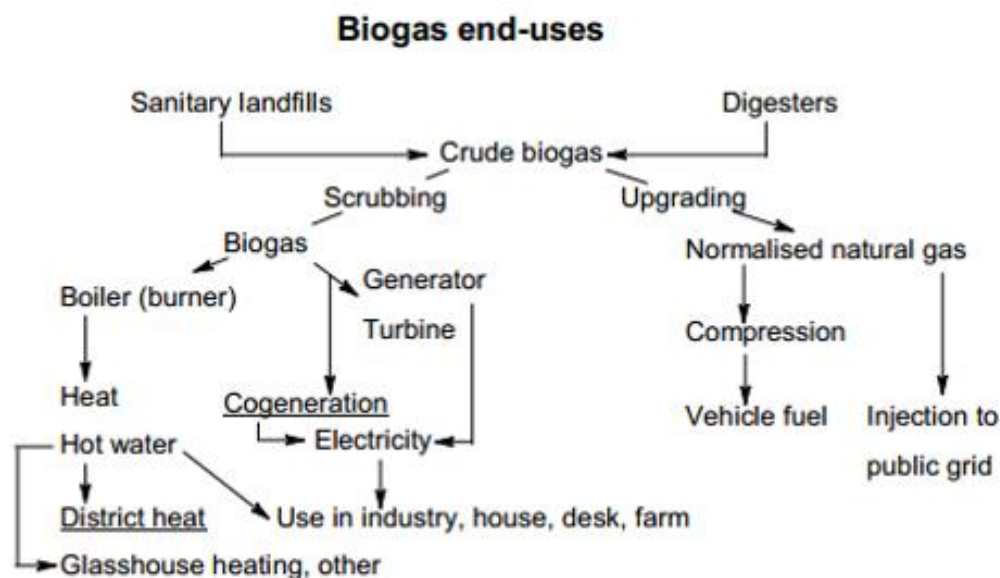 Biogas end-uses
Sanitary landfills
Digesters
Crude biogas
Scrubbing
Upgrading
Biogas
Normalised natural gas
Generator
Boiler (burner)
Turbine
Compression
Heat
Cogeneration
Vehicle fuel
Injection to
public grid
Hot water
Electricity
District heat
Use in industry, house, desk, farm
Glasshouse heating, other